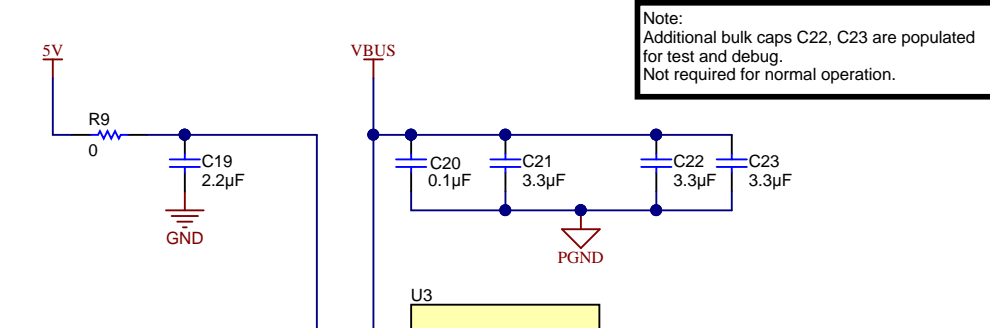 Note:
Additional bulk caps C22, C23 are populated
for test and debug.
Not required for normal operation.
5V
VBUS
R9
0
C19
2.2µF
GND
C20
0.1µF
C21
3.3µF
C22
3.3µF
C23
3.3µF
PGND
U3